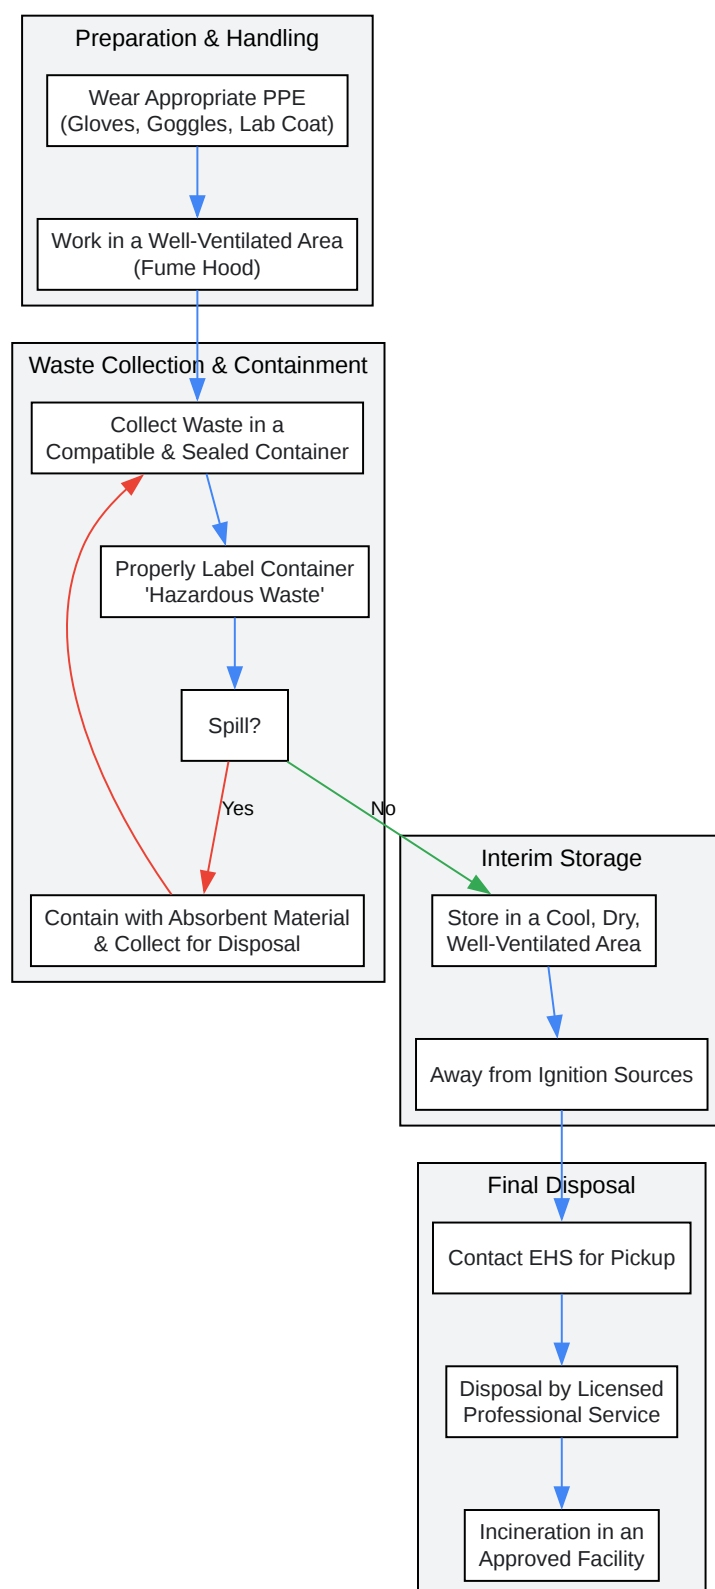 Preparation & Handling
Wear Appropriate PPE
(Gloves, Goggles, Lab Coat)
Work in a Well-Ventilated Area
(Fume Hood)
Waste Collection & Containment
Collect Waste in a
Compatible & Sealed Container
Properly Label Container
'Hazardous Waste'
Spill?
Yes
No
Contain with Absorbent Material
& Collect for Disposal
Interim Storage
Store in a Cool, Dry,
Well-Ventilated Area
Away from Ignition Sources
Final Disposal
Contact EHS for Pickup
Disposal by Licensed
Professional Service
Incineration in an
Approved Facility